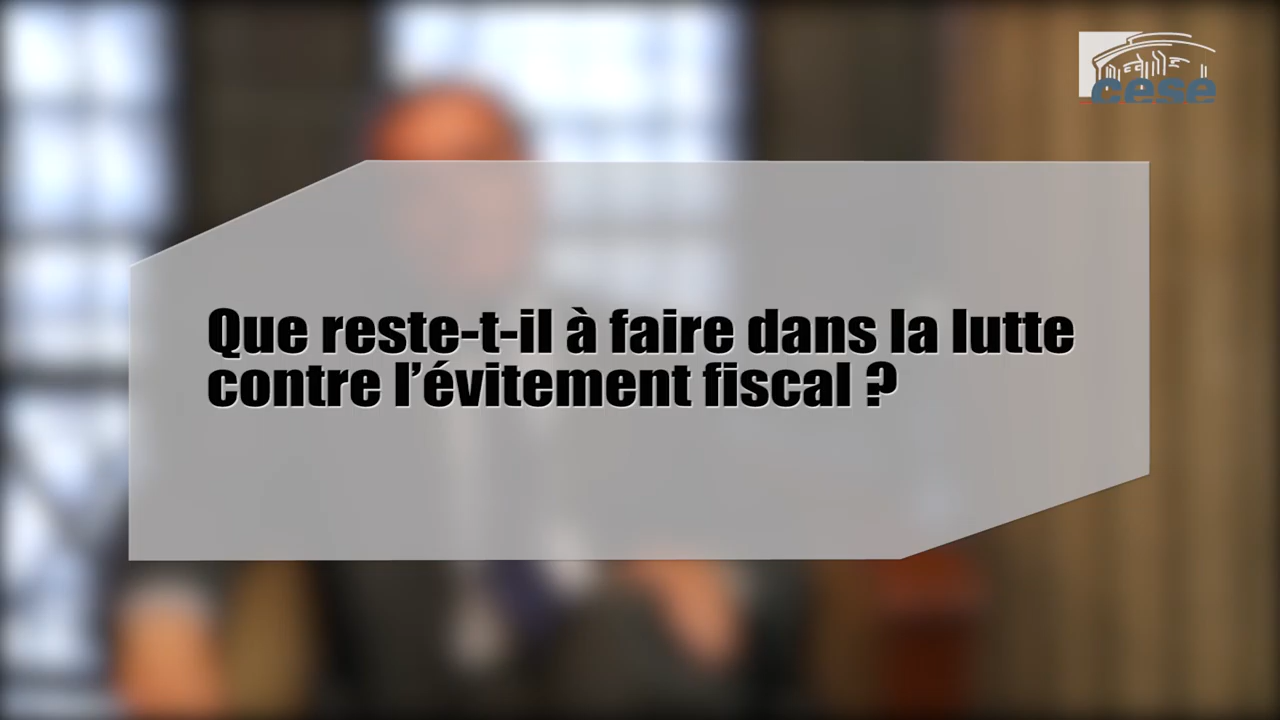 cese
Que reste-t-il à faire dans la lutte
contre l’évitement fiscal ?